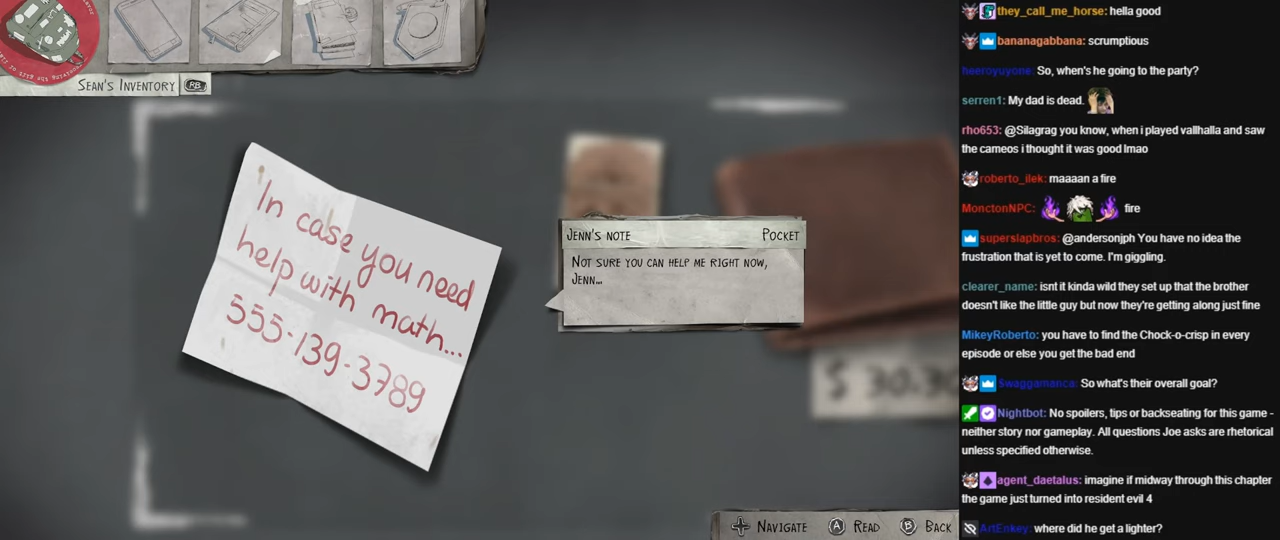 SEAN'S INVENTORY RB
In case you need
help with math...
555-139-3789
JENN'S NOTE POCKET
NOT SURE YOU CAN HELP ME RIGHT NOW,
JENN...
$ 30.30
NAVIGATE A READ B BACK
they_call_me_horse: hella good
bananagabbana: scrumptious
heeroyuyone: So, when's he going to the party?
serren1: My dad is dead.
rho653: @Silagrag you know, when i played vallhalla and saw
the cameos i thought it was good lmao
roberto_ilek: maaaan a fire
MonctonNPC: fire
superslapbros: @andersonjph You have no idea the
frustration that is yet to come. I'm giggling.
clearer_name: isnt it kinda wild they set up that the brother
doesn't like the little guy but now they're getting along just fine
MikeyRoberto: you have to find the Chock-o-crisp in every
episode or else you get the bad end
Swaggamanca: So what's their overall goal?
Nightbot: No spoilers, tips or backseating for this game -
neither story nor gameplay. All questions Joe asks are rhetorical
unless specified otherwise.
agent_daetalus: imagine if midway through this chapter
the game just turned into resident evil 4
ArtEnkey: where did he get a lighter?